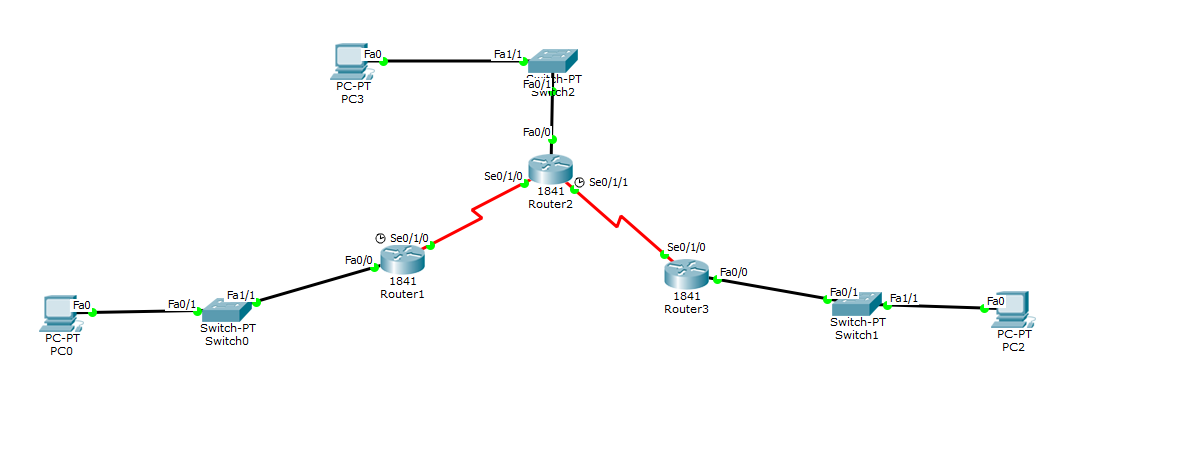 Fa0
Fa1/1
PC-PT
PC3
Switch-PT
Fa0/1
Switch2
Fa0/0
Se0/1/0
Se0/1/1
1841
Router2
Se0/1/0
Fa0/0
1841
Router1
Se0/1/0
Fa0/0
1841
Router3
Fa0
Fa0/1
Fa1/1
PC-PT
PC0
Switch-PT
Switch0
Fa0/1
Fa1/1
Fa0
Switch-PT
Switch1
PC-PT
PC2